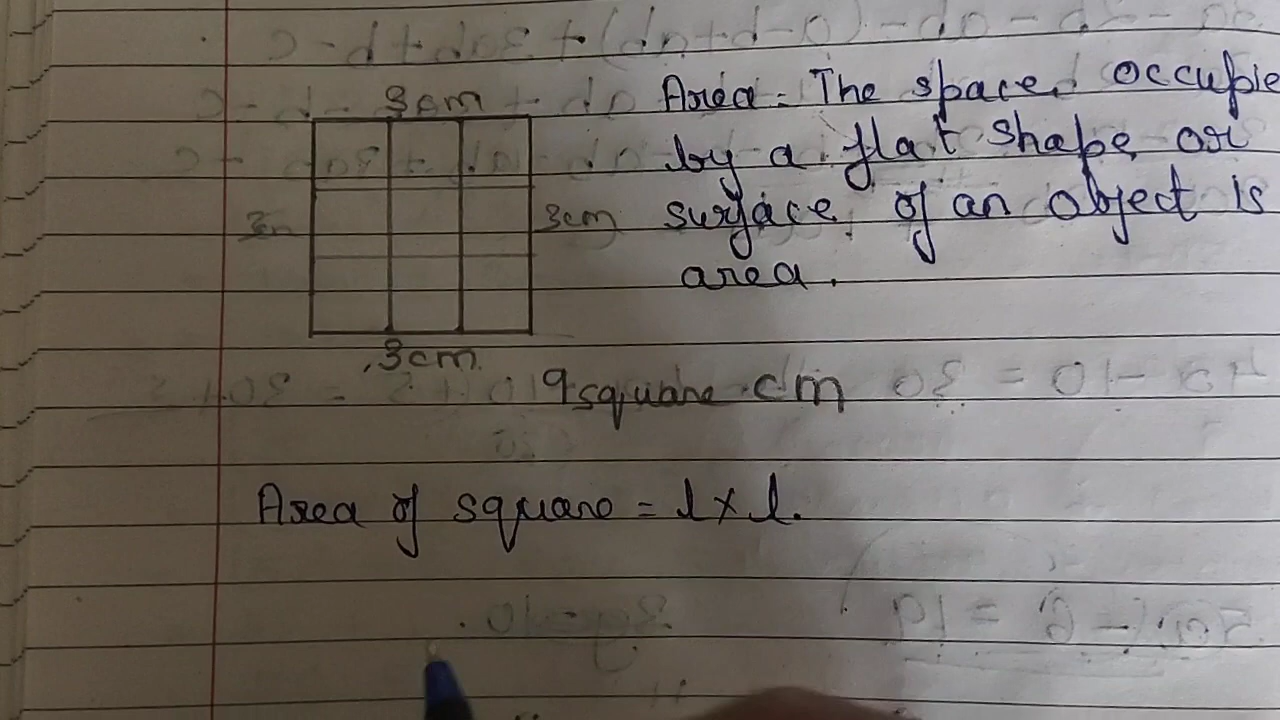 3cm
Area - The space occupie
by a flat shape or
3cm
3cm
surface of an object is
area.
3cm
9 square cm
Area of square = l x l.